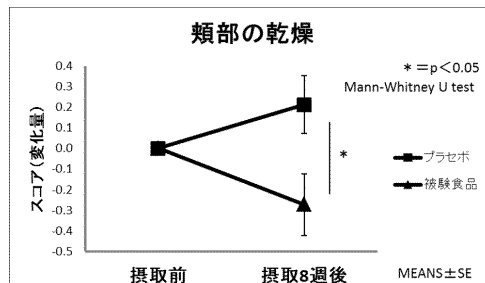 頬部の乾燥
＊＝p＜0.05
Mann-Whitney U test
スコア(変化量)
0.4
0.3
0.2
0.1
0.0
-0.1
-0.2
-0.3
-0.4
-0.5
*
プラセボ
被験食品
摂取前
摂取8週後
MEANS±SE